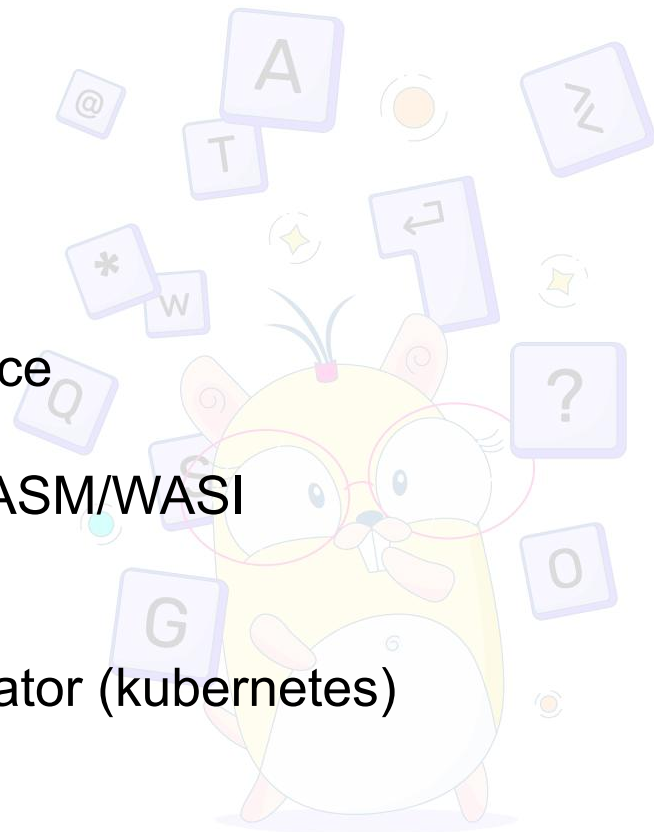 @
A
T
*
W
?
Q
S
G
O
ce
ASM/WASI
ator (kubernetes)